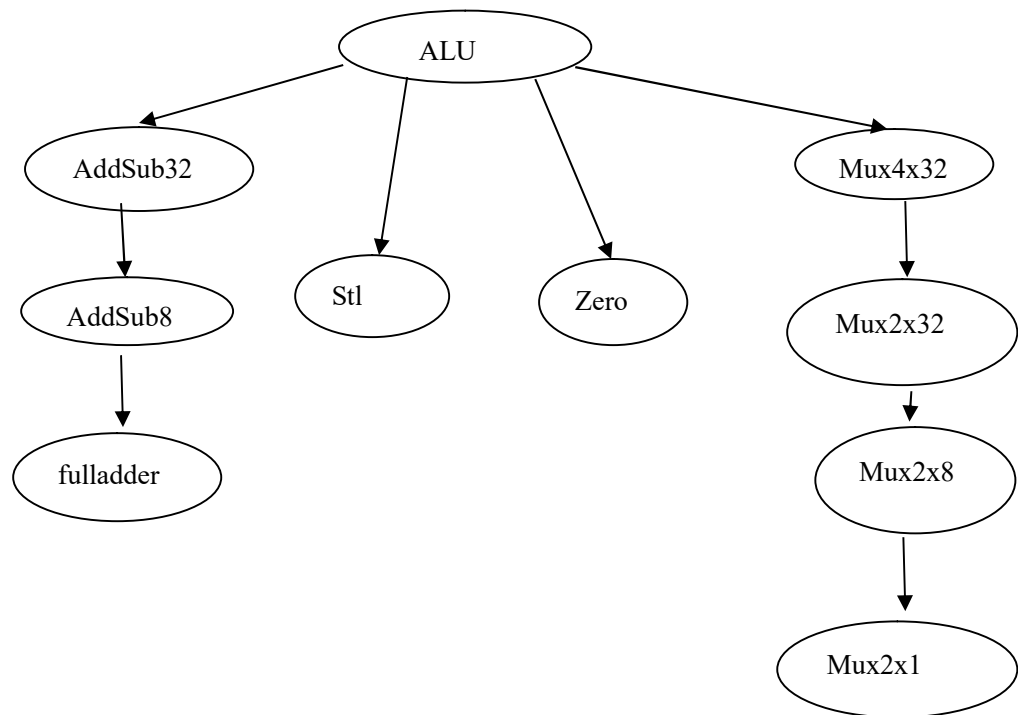 ALU
AddSub32
Mux4x32
AddSub8
Stl
Zero
Mux2x32
fulladder
Mux2x8
Mux2x1